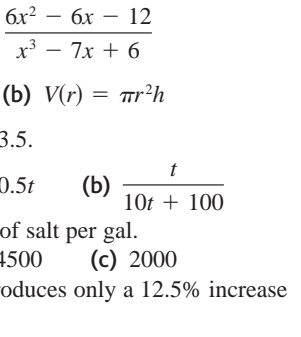 6x² − 6x − 12
x³ − 7x + 6
(b) V(r) = πr²h
3.5.
0.5t (b) t
10t + 100
of salt per gal.
4500 (c) 2000
roduces only a 12.5% increase